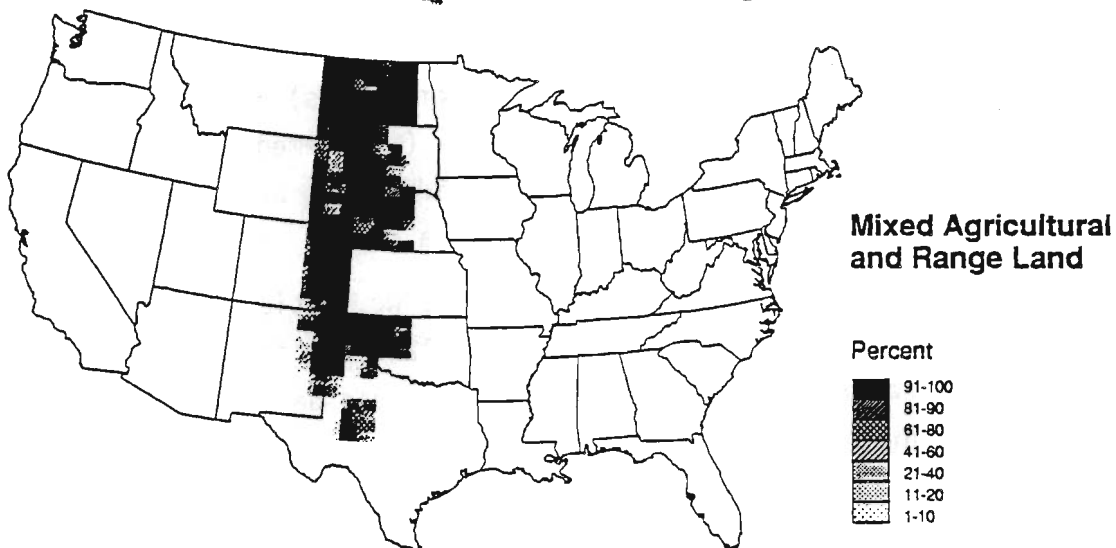 Mixed Agricultural
and Range Land
Percent
91-100
81-90
61-80
41-60
21-40
11-20
1-10